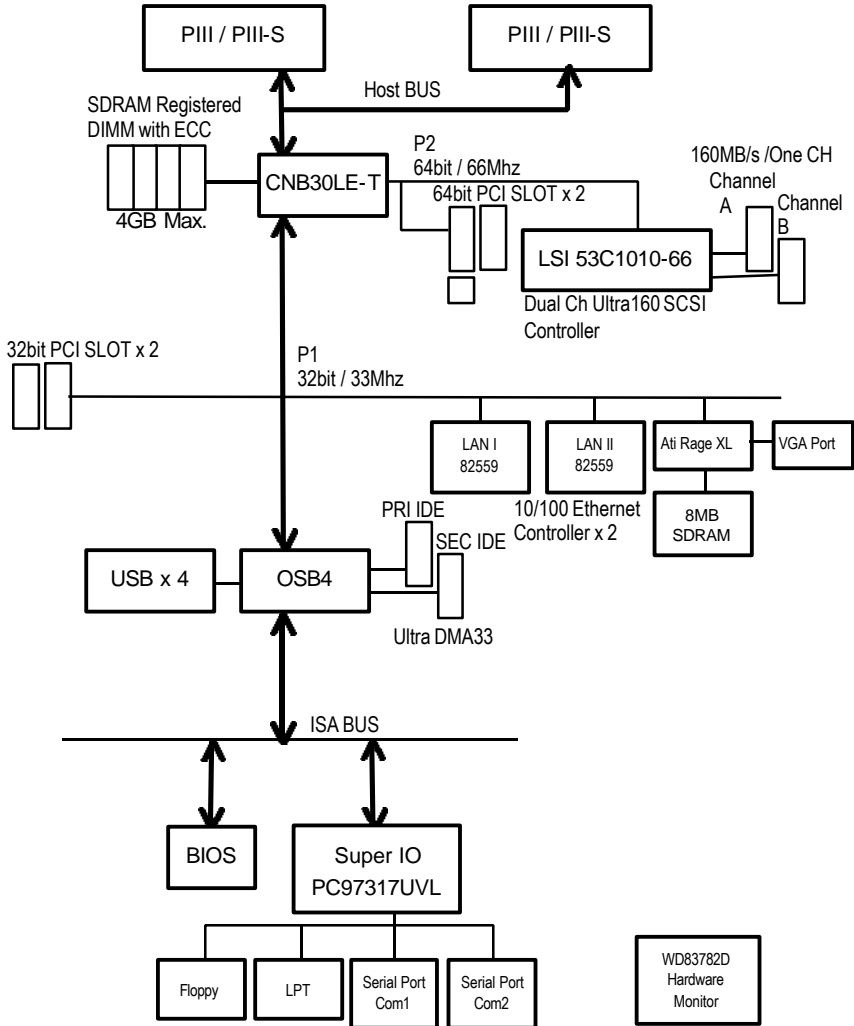 PIII / PIII-S
PIII / PIII-S
Host BUS
SDRAM Registered
DIMM with ECC
4GB Max.
CNB30LE-T
P2
64bit / 66Mhz
64bit PCI SLOT x 2
160MB/s /One CH
Channel
A
Channel
B
LSI 53C1010-66
Dual Ch Ultra160 SCSI
Controller
32bit PCI SLOT x 2
P1
32bit / 33Mhz
LAN I
82559
LAN II
82559
Ati Rage XL
VGA Port
10/100 Ethernet
Controller x 2
8MB
SDRAM
PRI IDE
SEC IDE
USB x 4
OSB4
Ultra DMA33
ISA BUS
BIOS
Super IO
PC97317UVL
Floppy
LPT
Serial Port
Com1
Serial Port
Com2
WD83782D
Hardware
Monitor